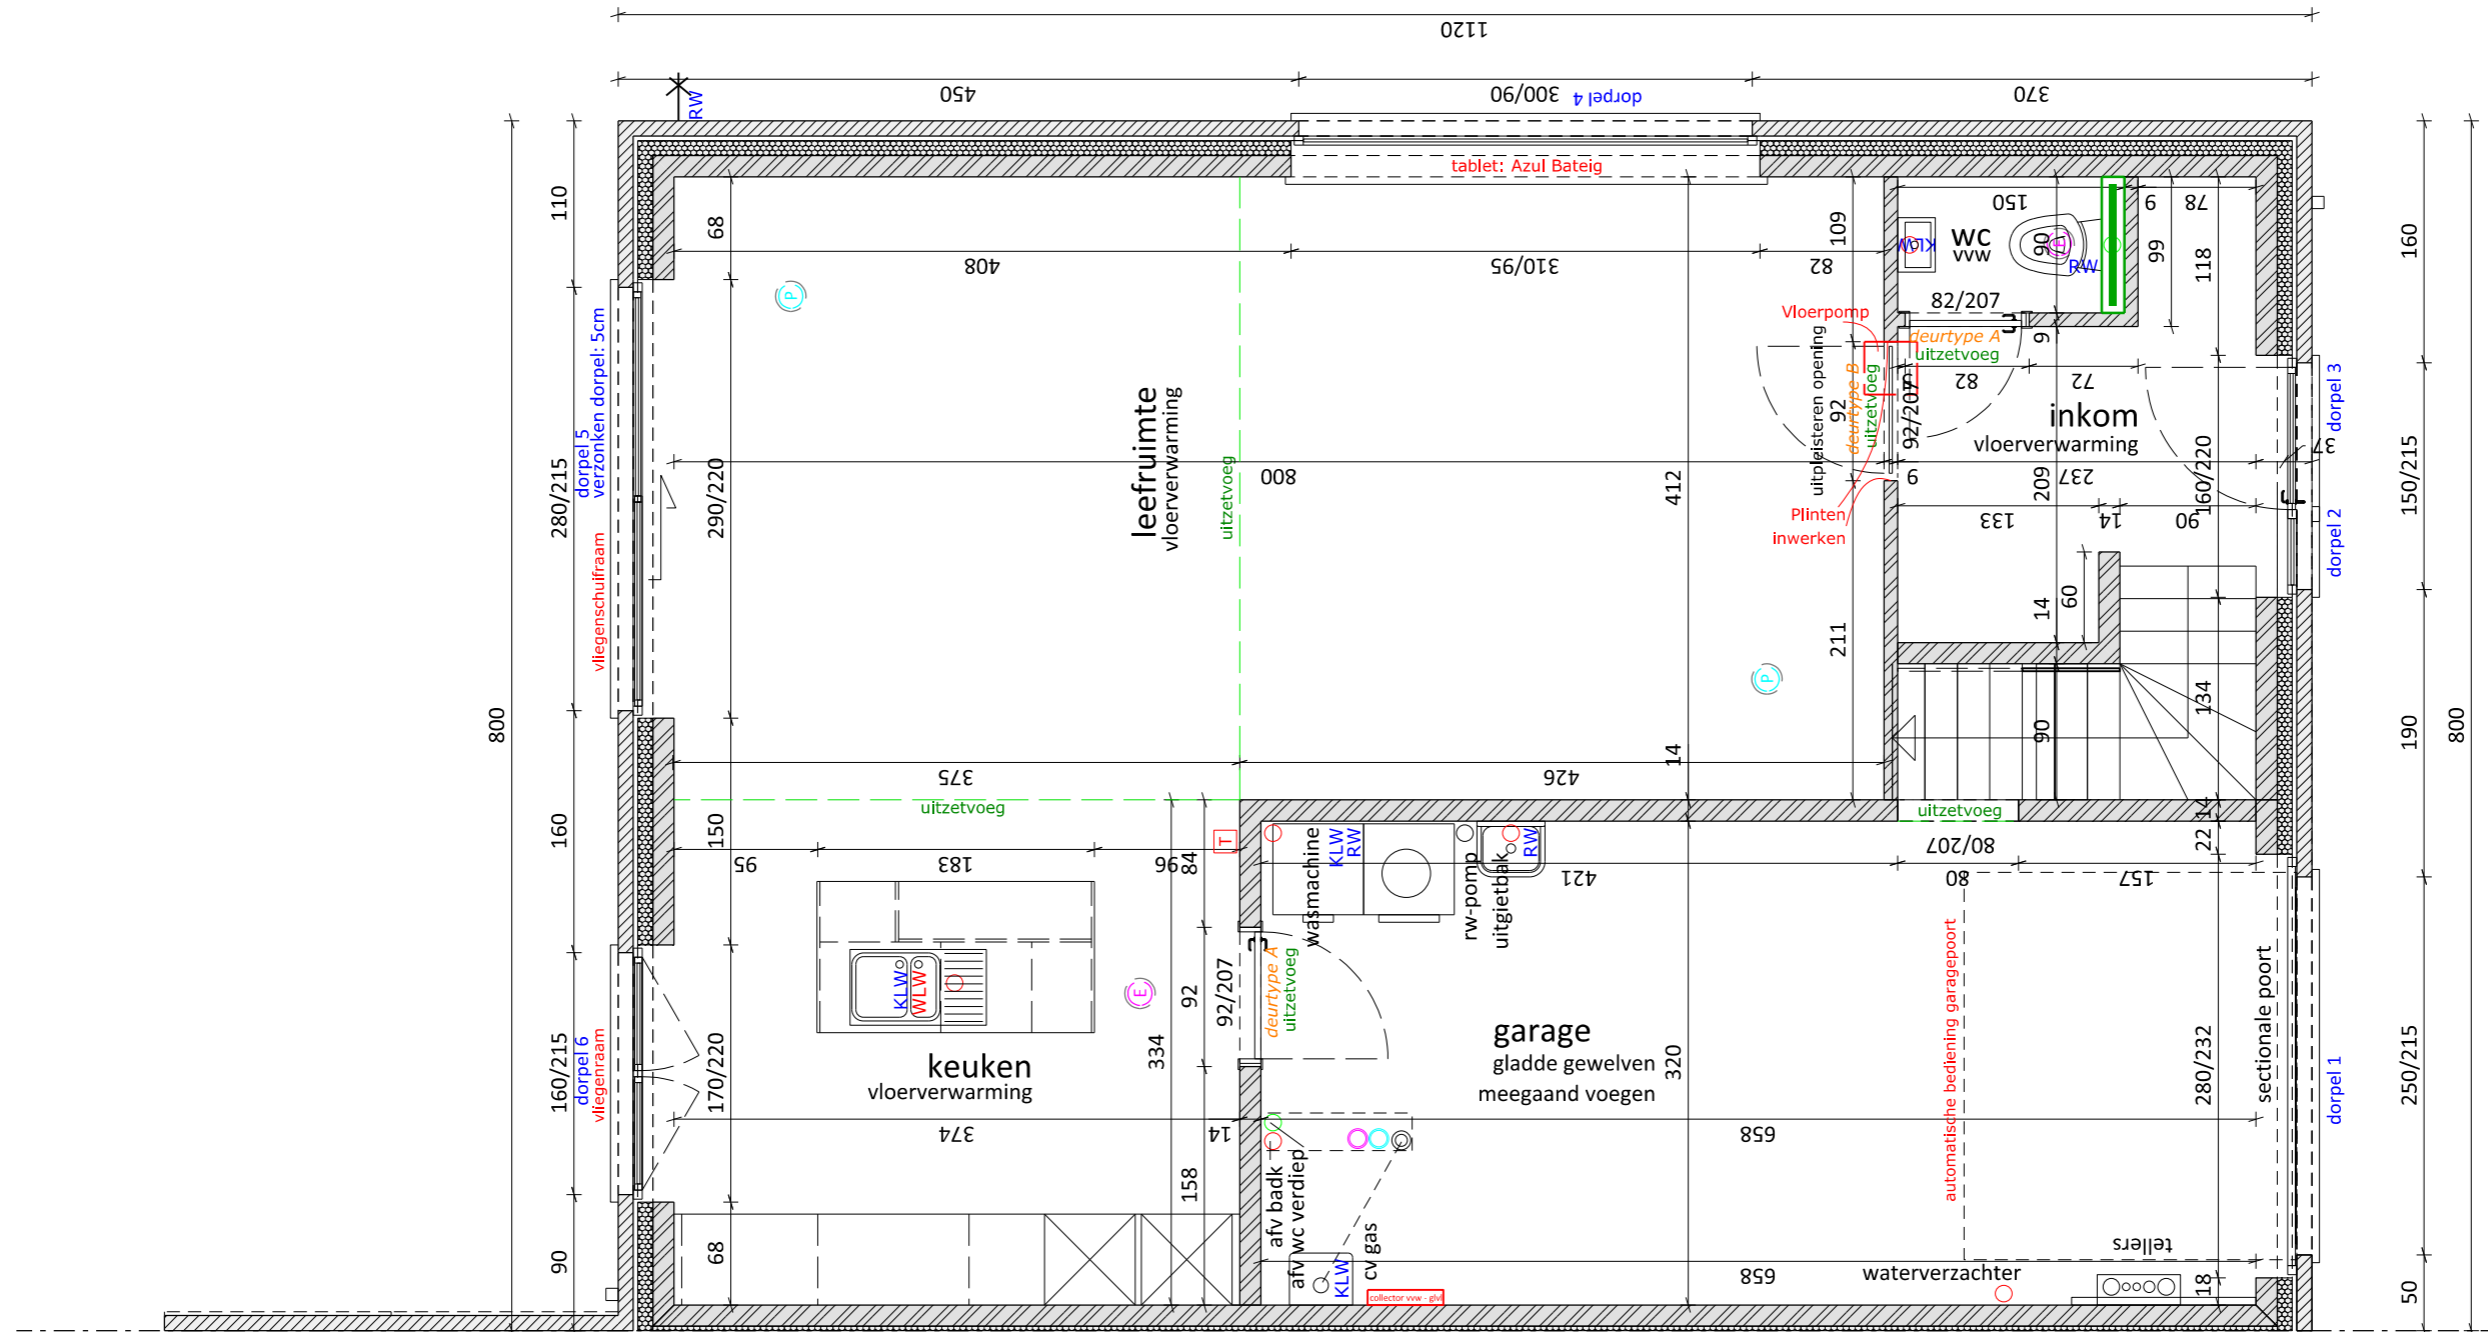 1120
450
300/90
dorpel 4
370
RW
tablet: Azul Bateig
110
280/215
dorpel 5
verzonken dorpel: 5cm
vliegenschuifraam
800
160
160/215
dorpel 6
vliegenraam
90
68
290/220
150
170/220
68
408
310/95
82
leefruimte
vloerverwarming
uitzetvoeg
800
412
14
375
426
uitzetvoeg
P
P
109
92
211
uitpleisteren opening
Vloerpomp
deurtype B
uitzetvoeg
92/207
Plinten
inwerken
9
150
9
78
KLW
WC
vvw
90
E
RW
99
118
82/207
deurtype A
uitzetvoeg
9
82
72
inkom
vloerverwarming
209
237
37
160/220
133
14
90
14
60
90
134
14
22
uitzetvoeg
80/207
160
150/215
dorpel 3
dorpel 2
190
800
250/215
dorpel 1
50
95
183
96
84
T
KLW
WLW
E
92
92/207
334
158
keuken
vloerverwarming
374
14
deurtype A
uitzetvoeg
wasmachine
KLW
RW
rw-pomp
uitgietbak
RW
421
80
157
garage
gladde gewelven
meegaand voegen
320
658
automatische bediening garagepoort
280/232
sectionale poort
afv badk
afv wc verdiep
KLW
cv gas
collector vvw - glvl
658
waterverzachter
tellers
18